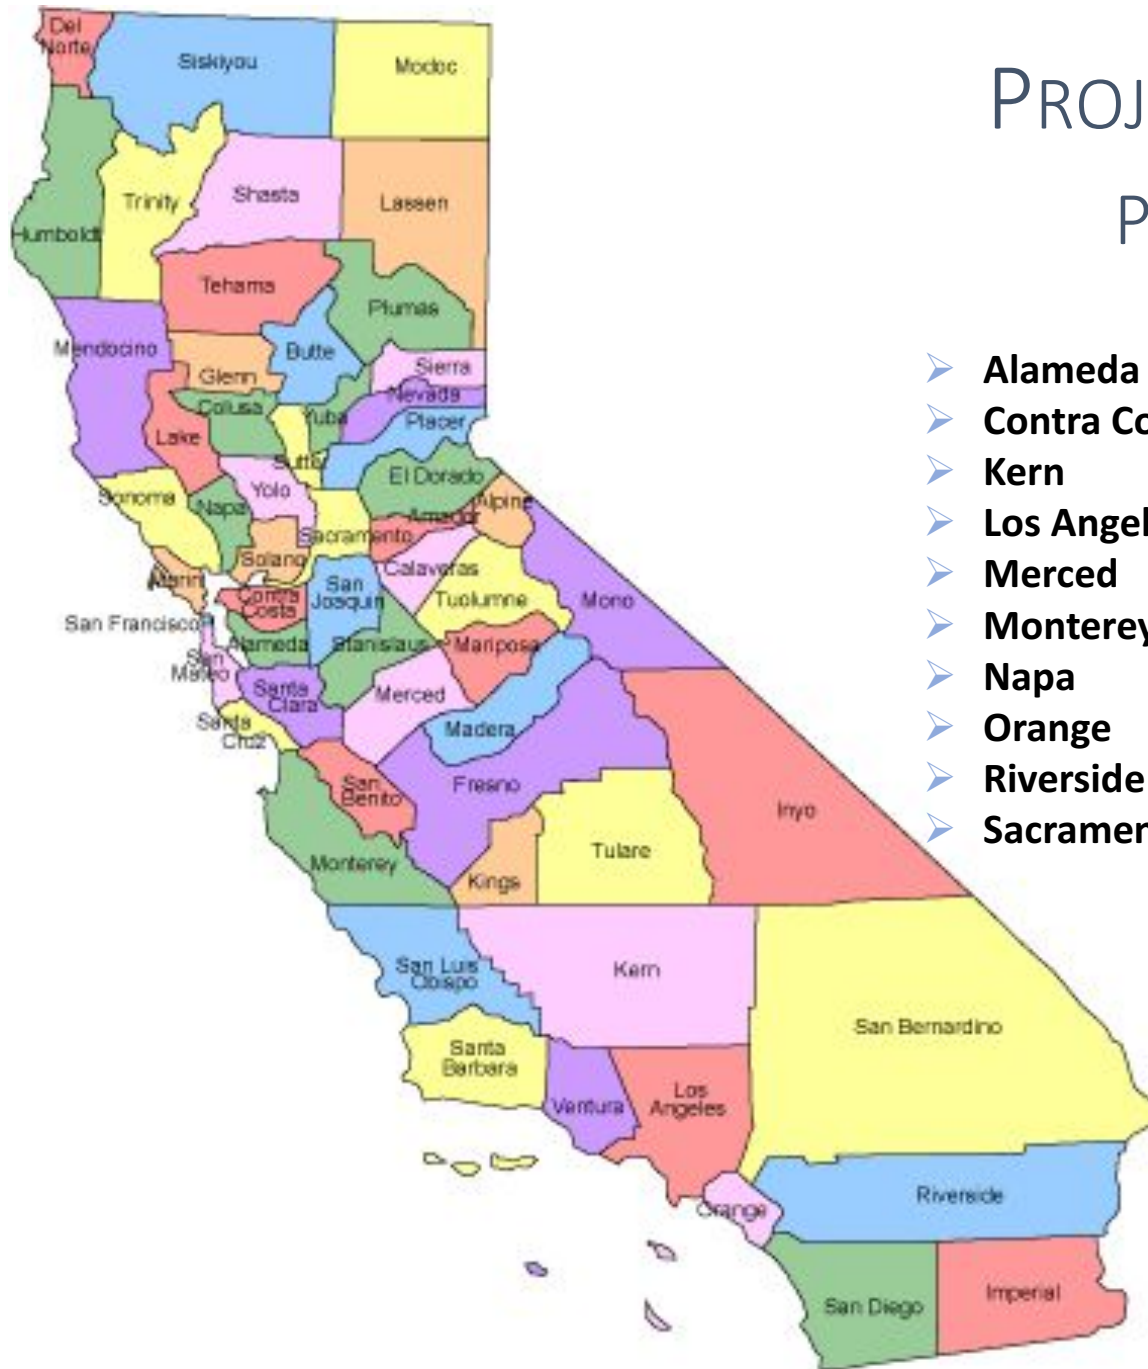 PROJ
P
Alameda
Contra Co
Kern
Los Angel
Merced
Monterey
Napa
Orange
Riverside
Sacramen
Del
Norte
Siskiyou
Modoc
Humboldt
Trinity
Shasta
Lassen
Tehama
Plumas
Mendocino
Glenn
Butte
Sierra
Nevada
Colusa
Yuba
Placer
Lake
Sutter
El Dorado
Sonoma
Napa
Yolo
Alpine
Amador
Sacramento
Solano
Marin
Calaveras
Contra
Costa
San
Joaquin
Tuolumne
Mono
San Francisco
Alameda
Stanislaus
Mariposa
San
Mateo
Santa
Clara
Merced
Santa
Cruz
Madera
San
Benito
Fresno
Inyo
Monterey
Kings
Tulare
San Luis
Obispo
Kern
San Bernardino
Santa
Barbara
Ventura
Los
Angeles
Orange
Riverside
San Diego
Imperial